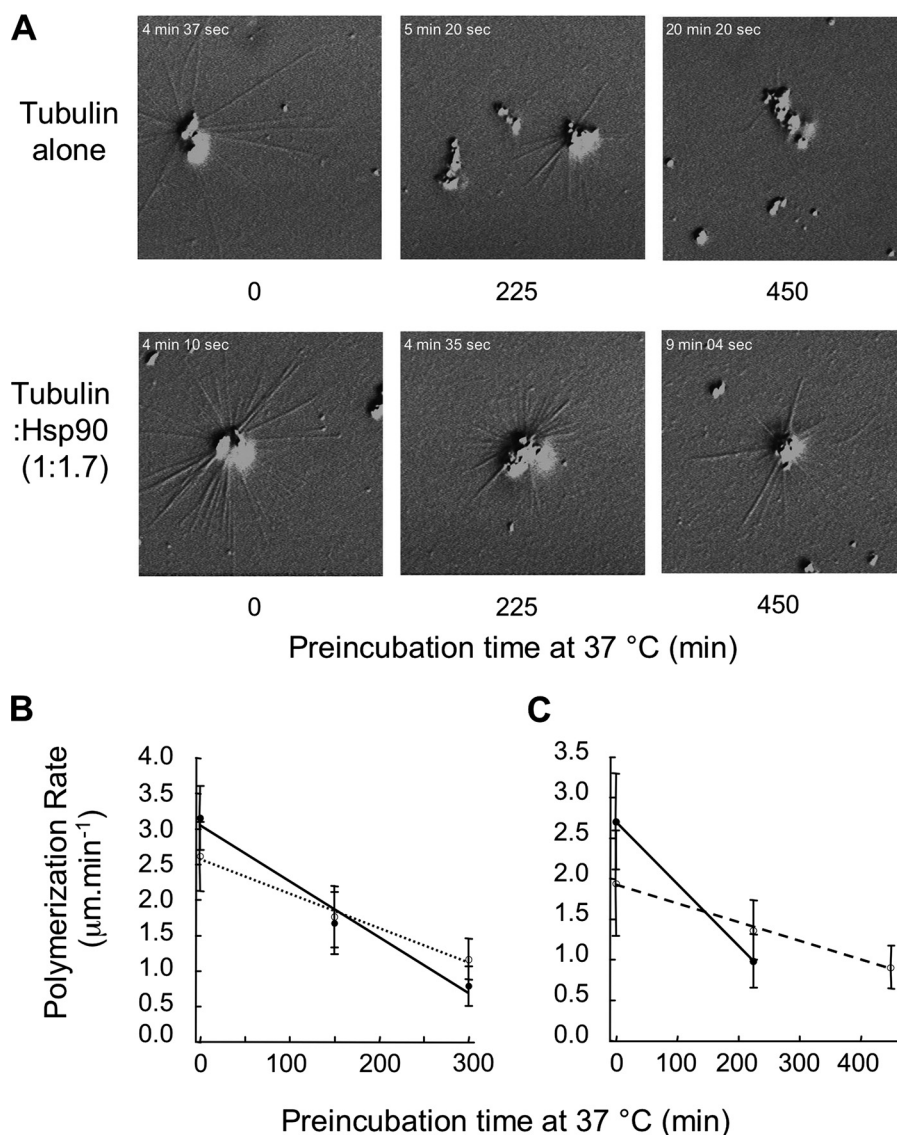 A
4 min 37 sec
5 min 20 sec
20 min 20 sec
Tubulin
alone
0
225
450
4 min 10 sec
4 min 35 sec
9 min 04 sec
Tubulin
:Hsp90
(1:1.7)
0
225
450
Preincubation time at 37 °C (min)
B
C
Polymerization Rate
(μm.min-1)
4.0
3.5
3.0
2.5
2.0
1.5
1.0
0.5
0.0
0
100
200
300
3.5
3.0
2.5
2.0
1.5
1.0
0.5
0.0
0
100
200
300
400
Preincubation time at 37 °C (min)